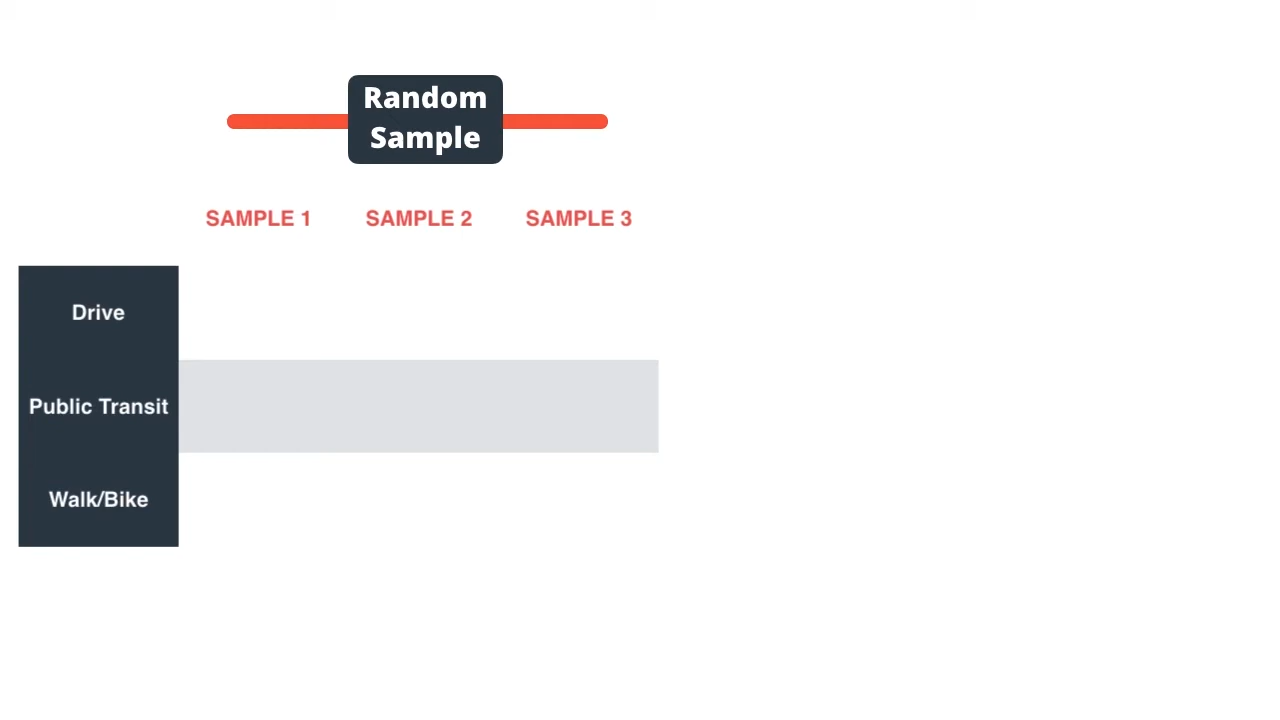 Random
Sample
SAMPLE 1 SAMPLE 2 SAMPLE 3
Drive
Public Transit
Walk/Bike